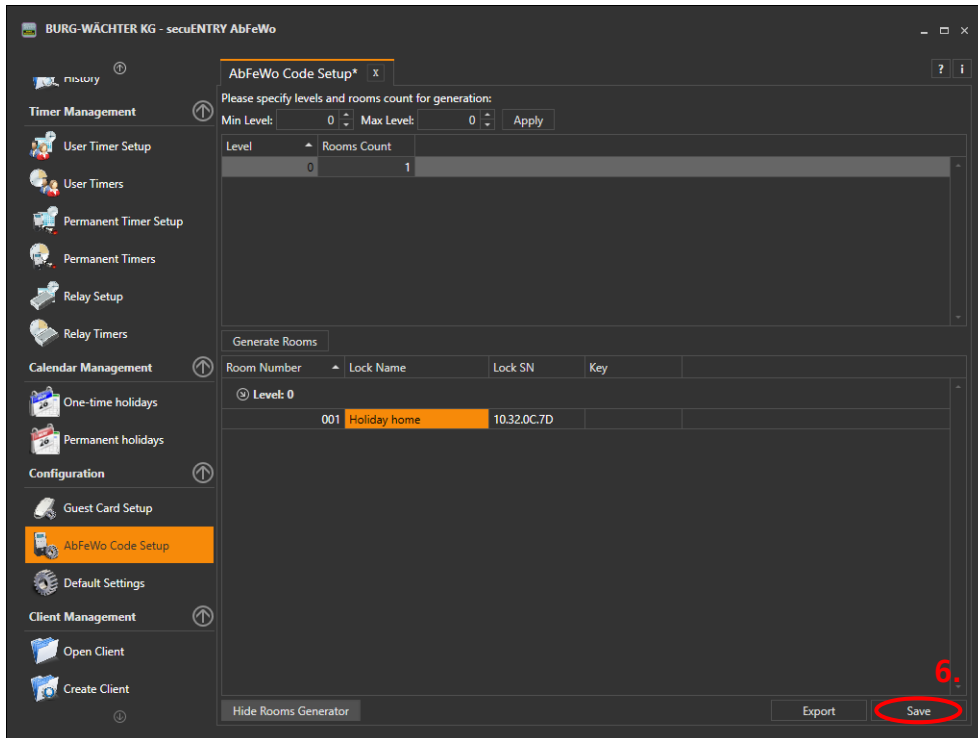 BURG-WÄCHTER KG - secuENTRY AbFeWo
History
Timer Management
User Timer Setup
User Timers
Permanent Timer Setup
Permanent Timers
Relay Setup
Relay Timers
Calendar Management
One-time holidays
Permanent holidays
Configuration
Guest Card Setup
AbFeWo Code Setup
Default Settings
Client Management
Open Client
Create Client
AbFeWo Code Setup* x
? i
Please specify levels and rooms count for generation:
Min Level: 0 Max Level: 0 Apply
Level Rooms Count
0 1
Generate Rooms
Room Number Lock Name Lock SN Key
Level: 0
001 Holiday home 10.32.0C.7D
6.
Hide Rooms Generator Export Save